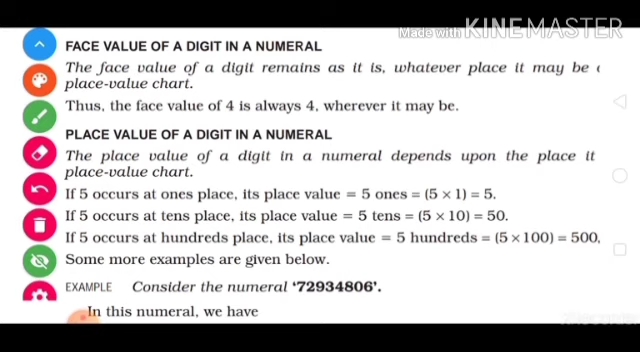 Made with KINEMASTER
FACE VALUE OF A DIGIT IN A NUMERAL
The face value of a digit remains as it is, whatever place it may be
place-value chart.
Thus, the face value of 4 is always 4, wherever it may be.
PLACE VALUE OF A DIGIT IN A NUMERAL
The place value of a digit in a numeral depends upon the place it
place-value chart.
If 5 occurs at ones place, its place value = 5 ones = (5 × 1) = 5.
If 5 occurs at tens place, its place value = 5 tens = (5 × 10) = 50.
If 5 occurs at hundreds place, its place value = 5 hundreds = (5 × 100) = 500,
Some more examples are given below.
EXAMPLE Consider the numeral ‘72934806’.
In this numeral, we have